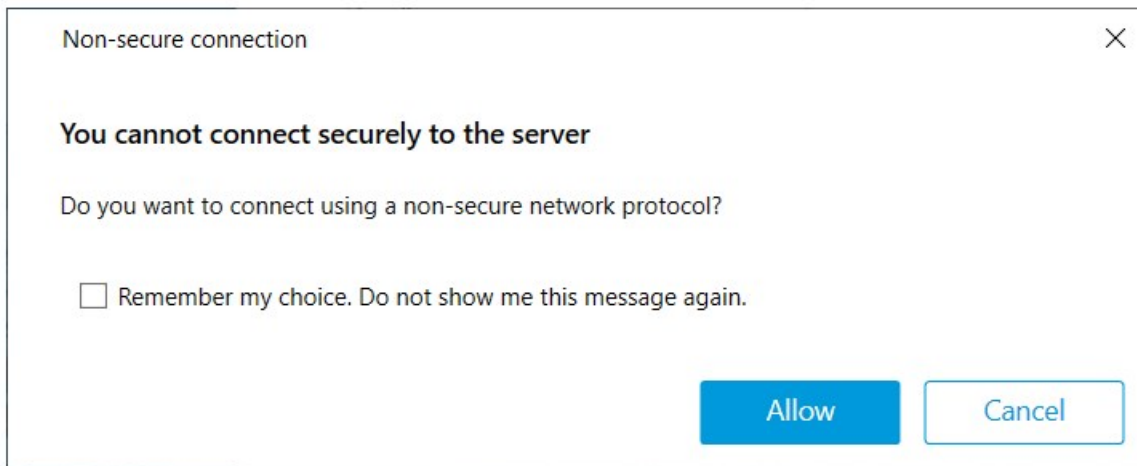 Non-secure connection
You cannot connect securely to the server
Do you want to connect using a non-secure network protocol?
Remember my choice. Do not show me this message again.
Allow
Cancel